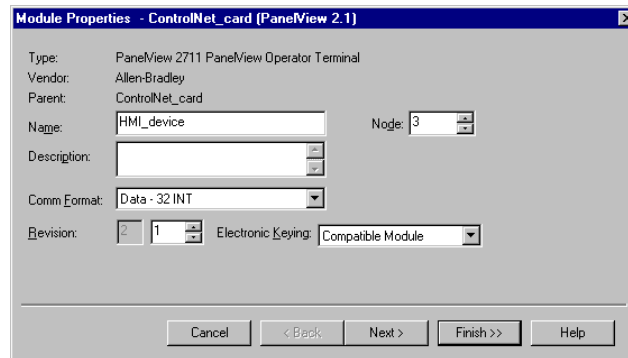 Module Properties - ControlNet_card (PanelView 2.1)
Type: PanelView 2711 PanelView Operator Terminal
Vendor: Allen-Bradley
Parent: ControlNet_card
Name: HMI_device Node: 3
Description:
Comm Format: Data - 32 INT
Revision: 2 1 Electronic Keying: Compatible Module
Cancel < Back Next > Finish >> Help